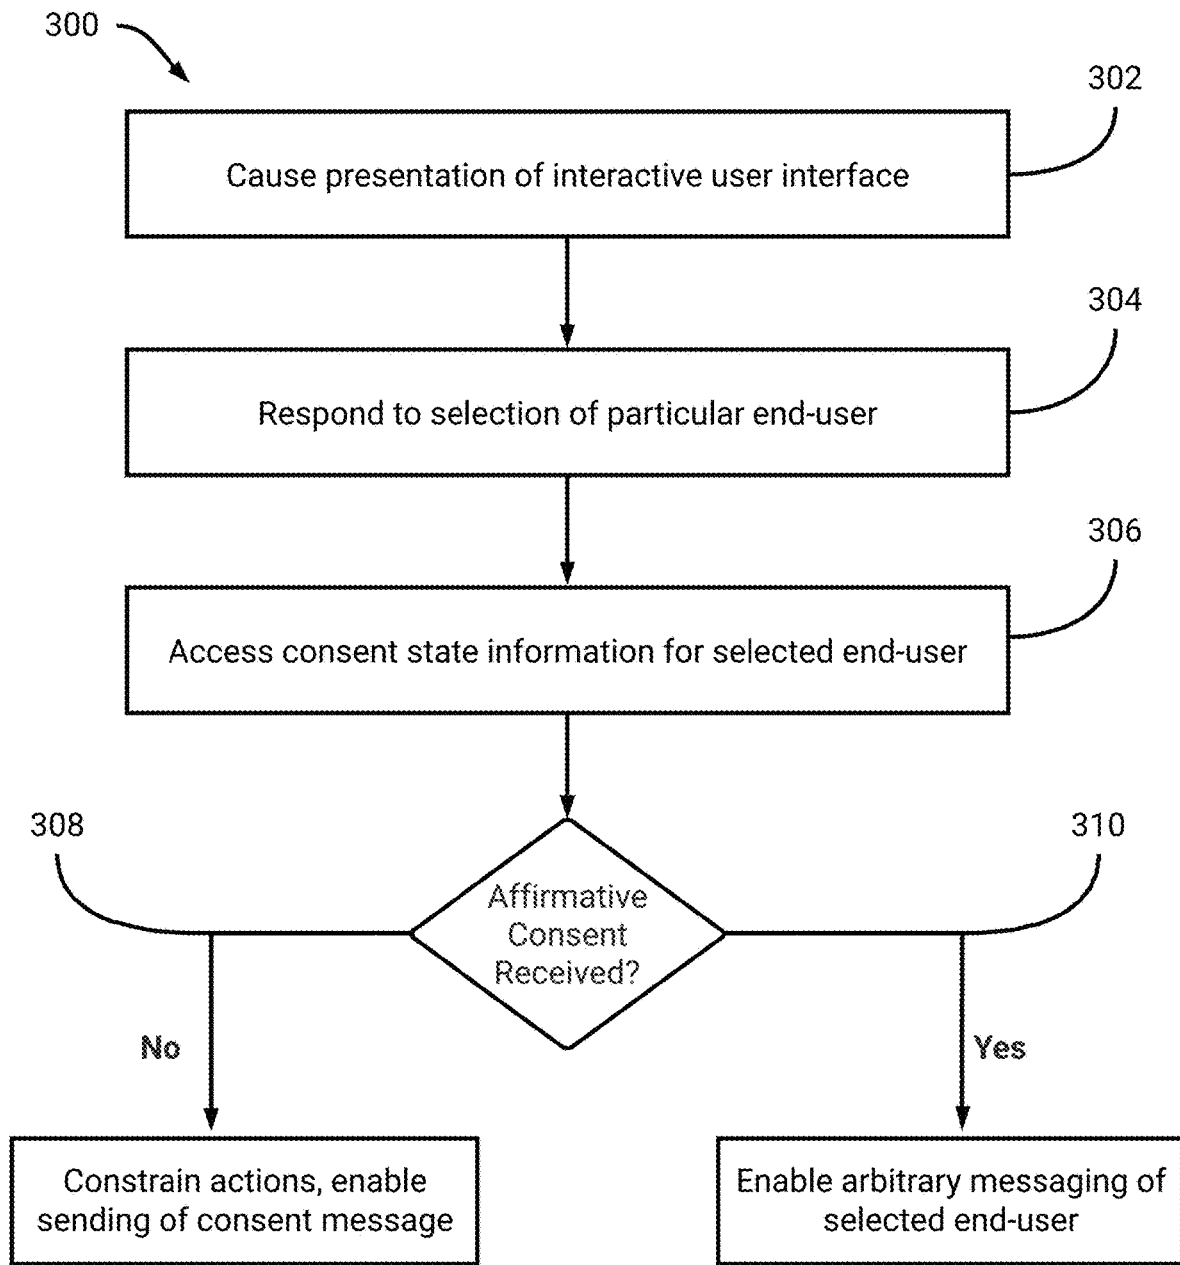 300
302
Cause presentation of interactive user interface
304
Respond to selection of particular end-user
306
Access consent state information for selected end-user
308
310
Affirmative
Consent
Received?
No
Yes
Constrain actions, enable
sending of consent message
Enable arbitrary messaging of
selected end-user